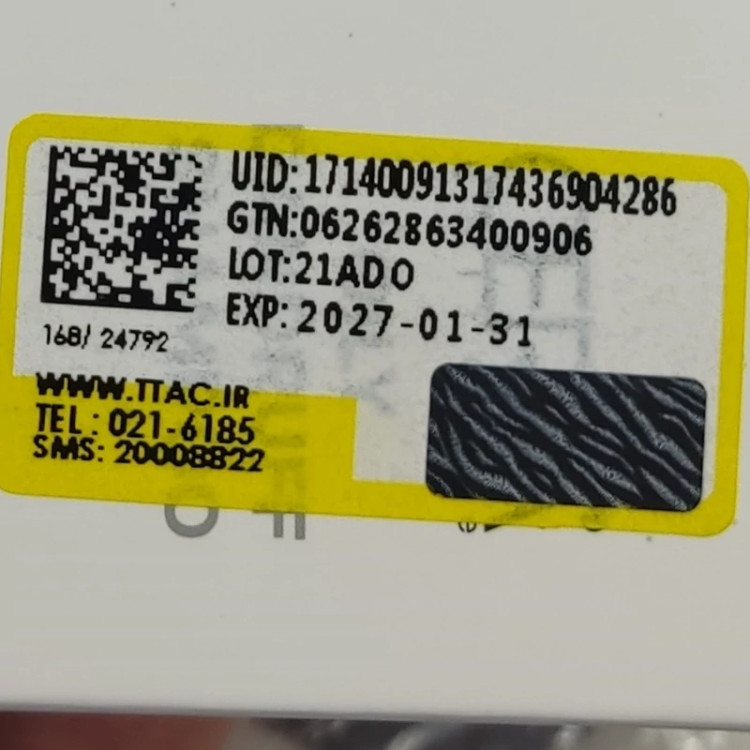 UID:17140091317436904286
GTN:06262863400906
LOT:21ADO
EXP:2027-01-31
168/ 24792
WWW.TTAC.IR
TEL : 021-6185
SMS: 20008822